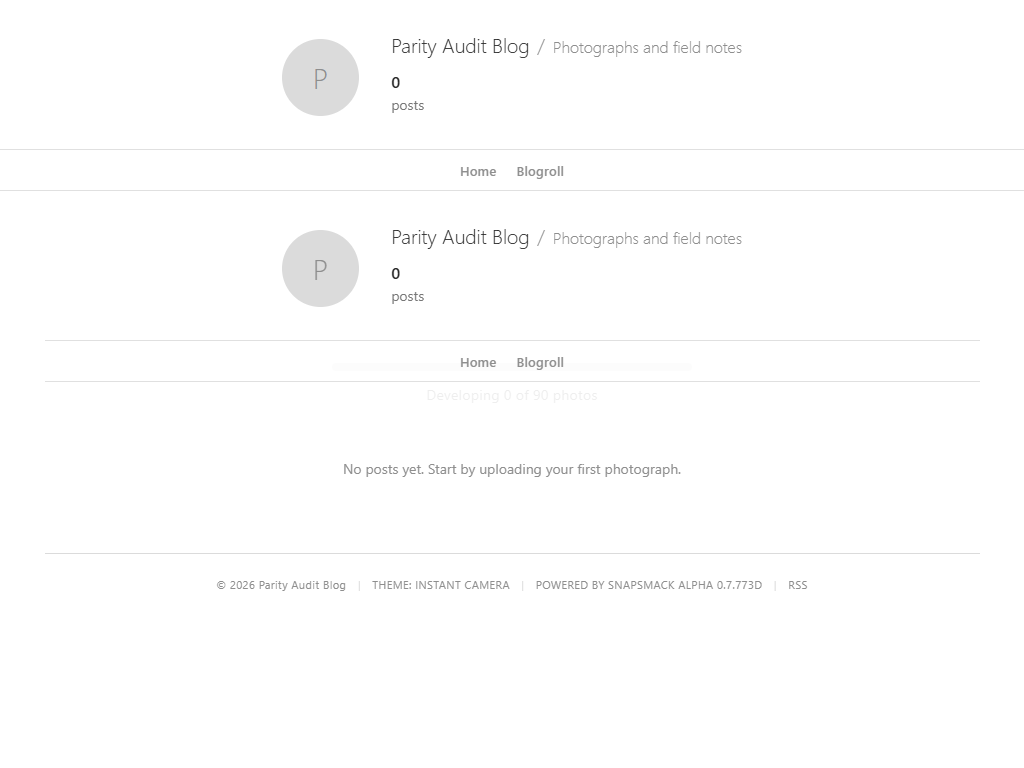 P
Parity Audit Blog / Photographs and field notes
0
posts
Home Blogroll
P
Parity Audit Blog / Photographs and field notes
0
posts
Home Blogroll
Developing 0 of 90 photos
No posts yet. Start by uploading your first photograph.
© 2026 Parity Audit Blog | THEME: INSTANT CAMERA | POWERED BY SNAPSMACK ALPHA 0.7.773D | RSS